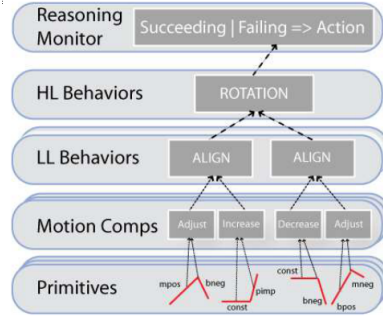 Reasoning
Monitor
Succeeding | Failing => Action
HL Behaviors
ROTATION
LL Behaviors
ALIGN
ALIGN
Motion Comps
Adjust
Increase
Decrease
Adjust
Primitives
mpos
bneg
const
pimp
const
bneg
bpos
mneg